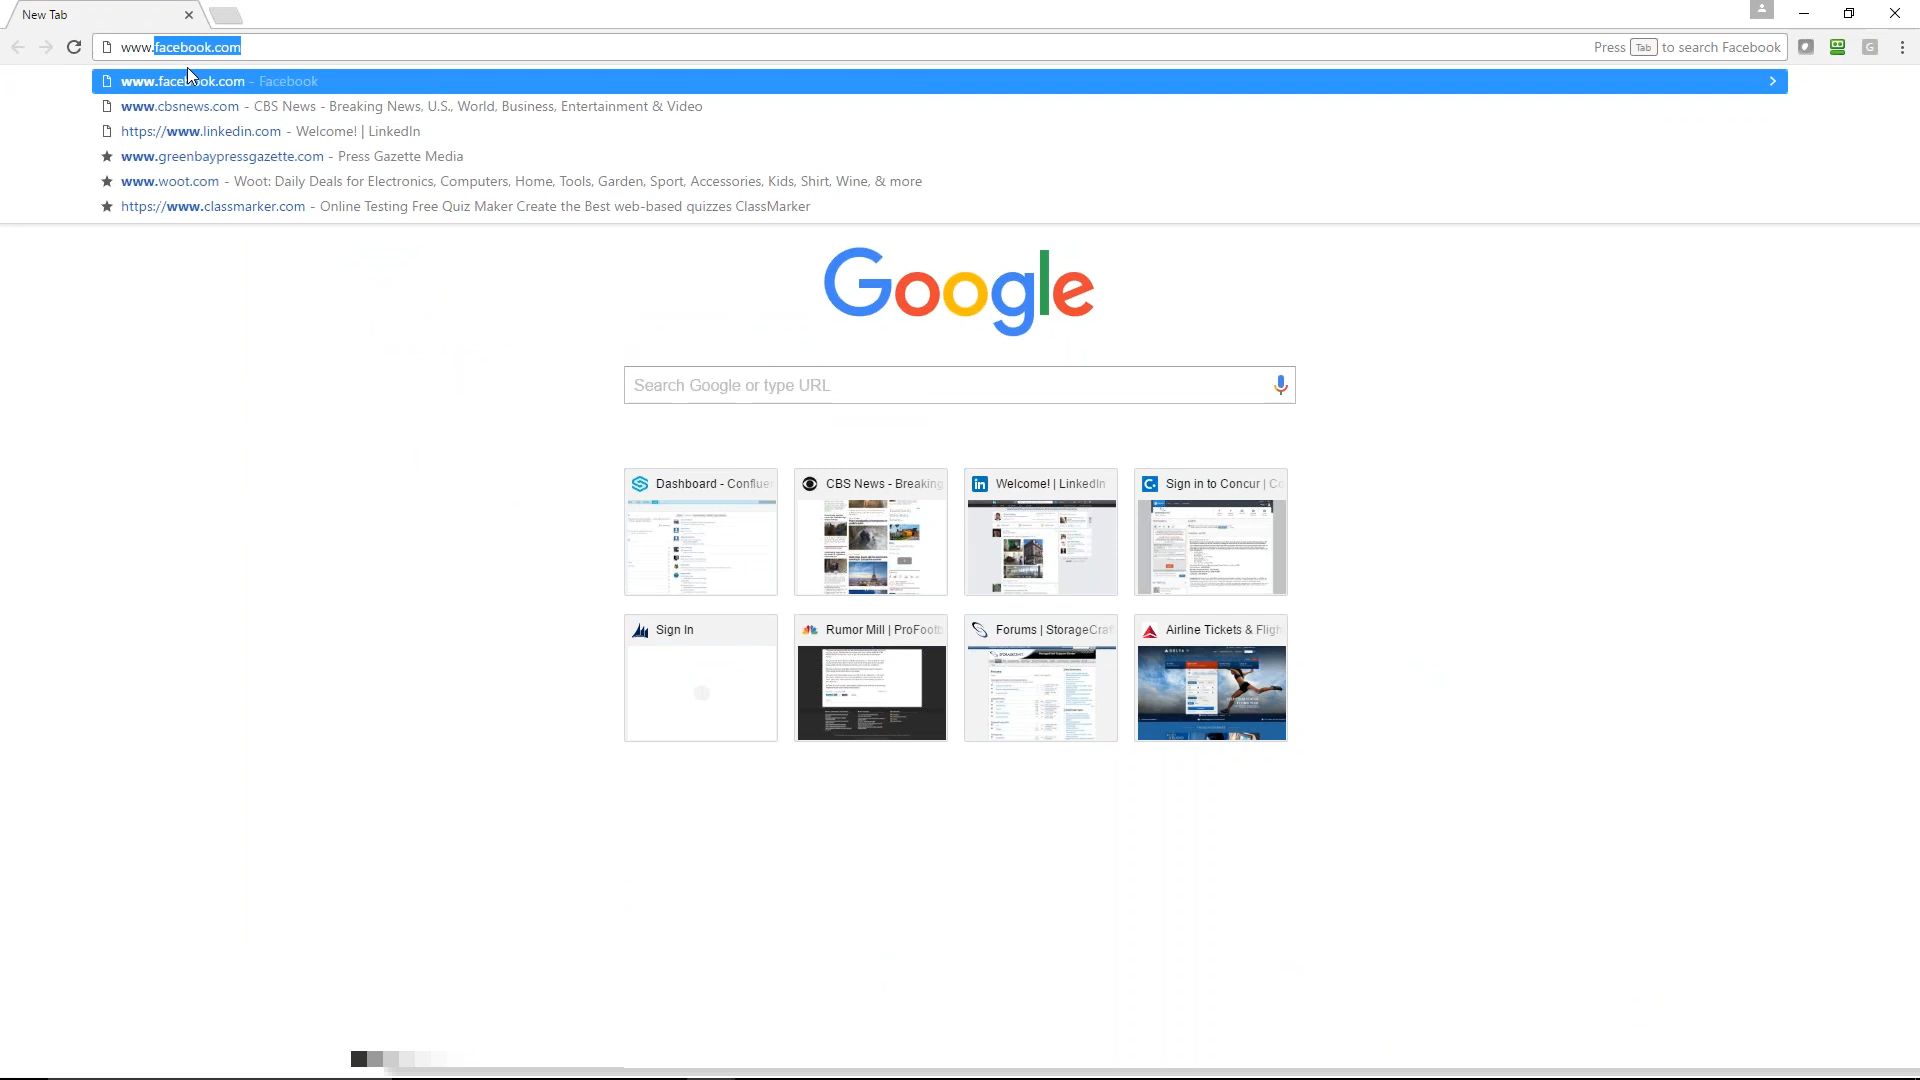 New Tab
www.facebook.com
Press Tab to search Facebook
www.facebook.com - Facebook
www.cbsnews.com - CBS News - Breaking News, U.S., World, Business, Entertainment & Video
https://www.linkedin.com - Welcome! | LinkedIn
www.greenbaypressgazette.com - Press Gazette Media
www.woot.com - Woot: Daily Deals for Electronics, Computers, Home, Tools, Garden, Sport, Accessories, Kids, Shirt, Wine, & more
https://www.classmarker.com - Online Testing Free Quiz Maker Create the Best web-based quizzes ClassMarker
Google
Search Google or type URL
Dashboard - Conflue
CBS News - Breaking
Welcome! | LinkedIn
Sign in to Concur | Co
Sign In
Rumor Mill | ProFootb
Forums | StorageCraf
Airline Tickets & Fligh